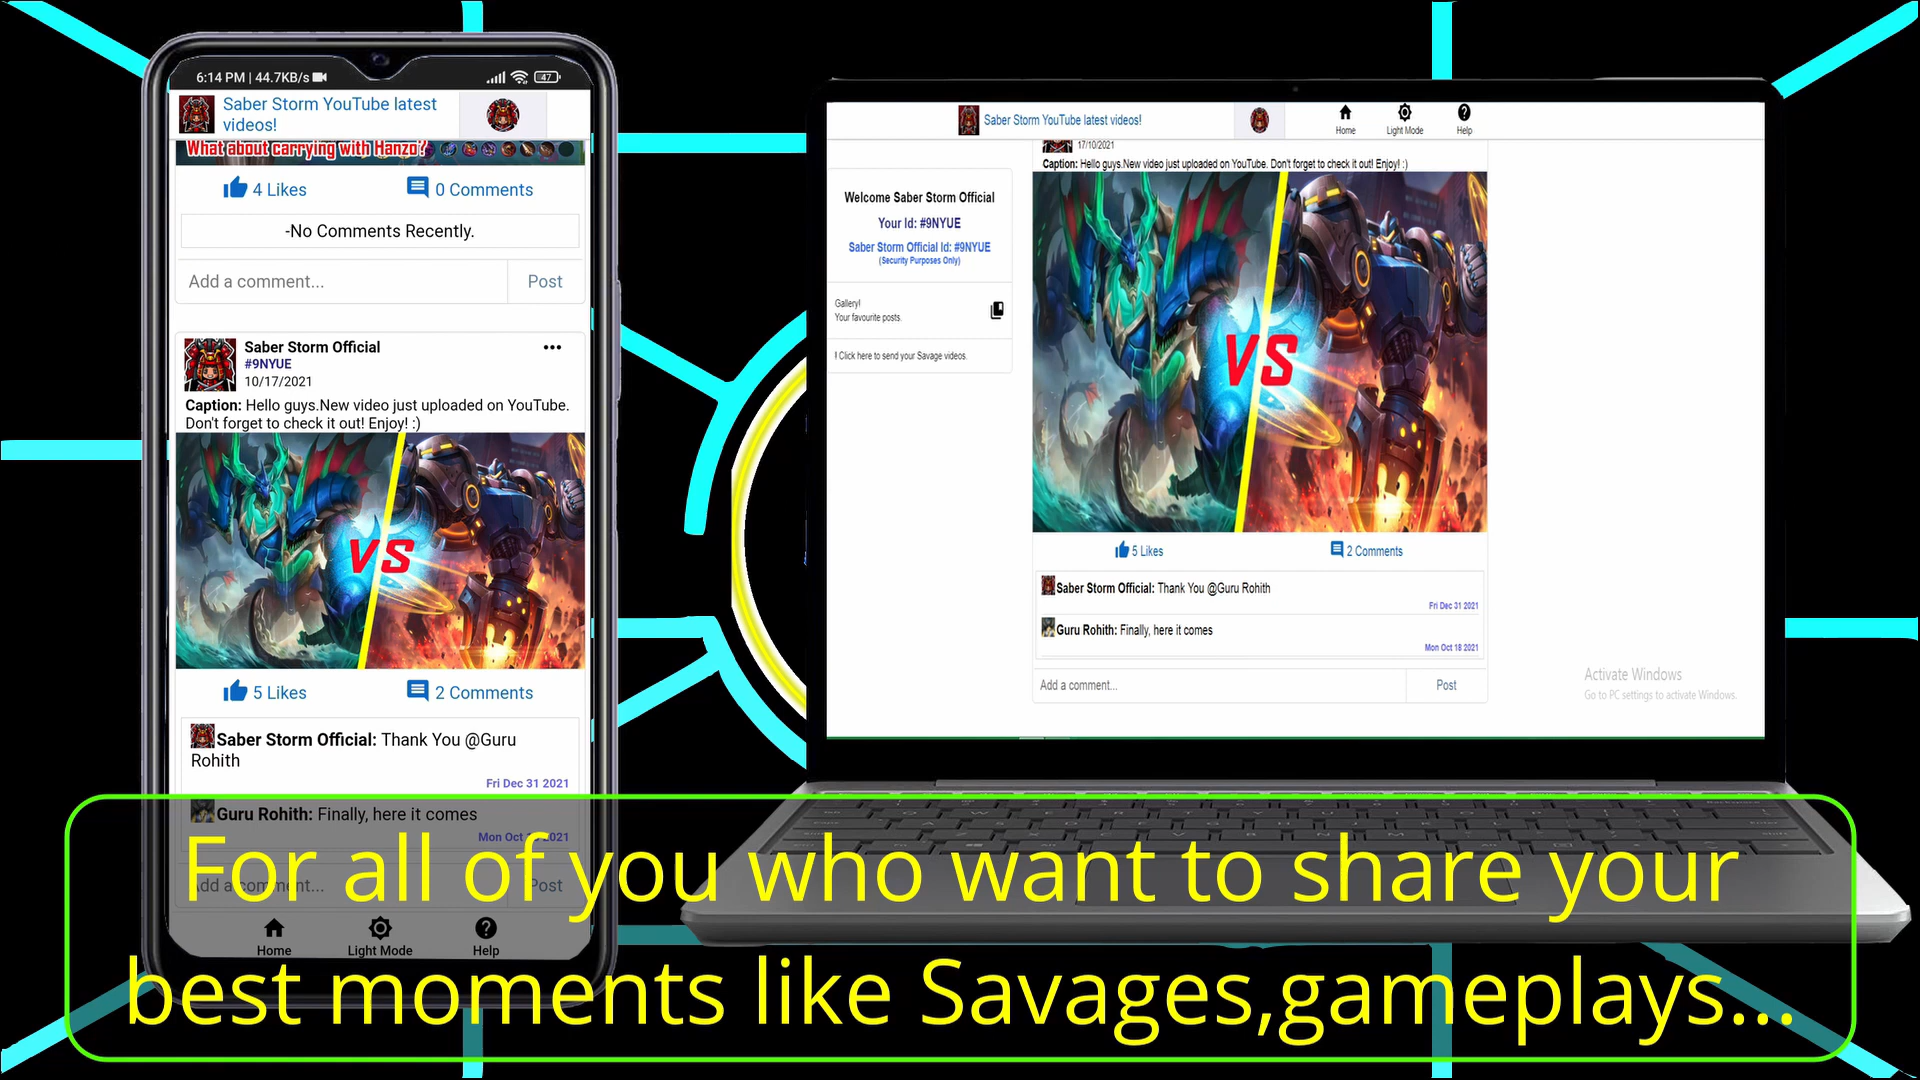 6:14 PM | 44.7KB/s
47
Saber Storm YouTube latest
videos!
What about carrying with Hanzo?
4 Likes
0 Comments
-No Comments Recently.
Add a comment...
Post
Saber Storm Official
#9NYUE
10/17/2021
Caption: Hello guys.New video just uploaded on YouTube.
Don't forget to check it out! Enjoy! :)
VS
5 Likes
2 Comments
Saber Storm Official: Thank You @Guru
Rohith
Fri Dec 31 2021
Guru Rohith: Finally, here it comes
Mon Oct 2021
Add a comment...
Post
Home
Light Mode
Help
Saber Storm YouTube latest videos!
Home
Light Mode
Help
17/10/2021
Caption: Hello guys.New video just uploaded on YouTube. Don't forget to check it out! Enjoy! :)
Welcome Saber Storm Official
Your Id: #9NYUE
Saber Storm Official Id: #9NYUE
(Security Purposes Only)
Gallery!
Your favourite posts.
! Click here to send your Savage videos.
VS
5 Likes
2 Comments
Saber Storm Official: Thank You @Guru Rohith
Fri Dec 31 2021
Guru Rohith: Finally, here it comes
Mon Oct 18 2021
Add a comment...
Post
Activate Windows
Go to PC settings to activate Windows.
For all of you who want to share your
best moments like Savages,gameplays...